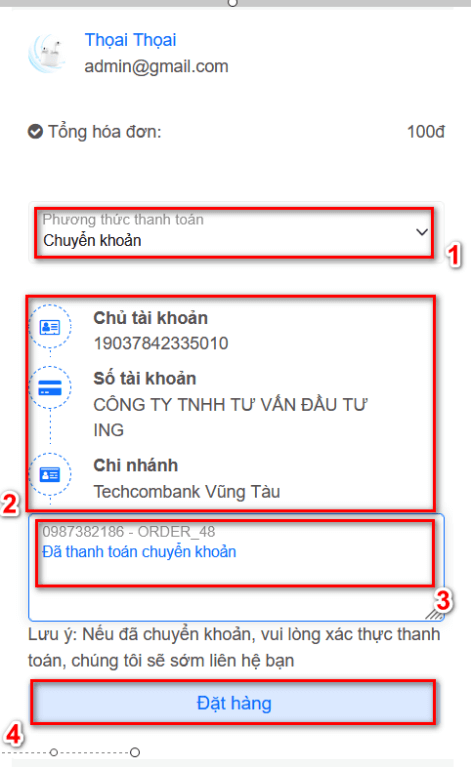 Thọai Thọai
admin@gmail.com
Tổng hóa đơn: 100đ
Phương thức thanh toán
Chuyển khoản
1
Chủ tài khoản
19037842335010
Số tài khoản
CÔNG TY TNHH TƯ VẤN ĐẦU TƯ
ING
Chi nhánh
Techcombank Vũng Tàu
2
0987382186 - ORDER_48
Đã thanh toán chuyển khoản
3
Lưu ý: Nếu đã chuyển khoản, vui lòng xác thực thanh
toán, chúng tôi sẽ sớm liên hệ bạn
Đặt hàng
4